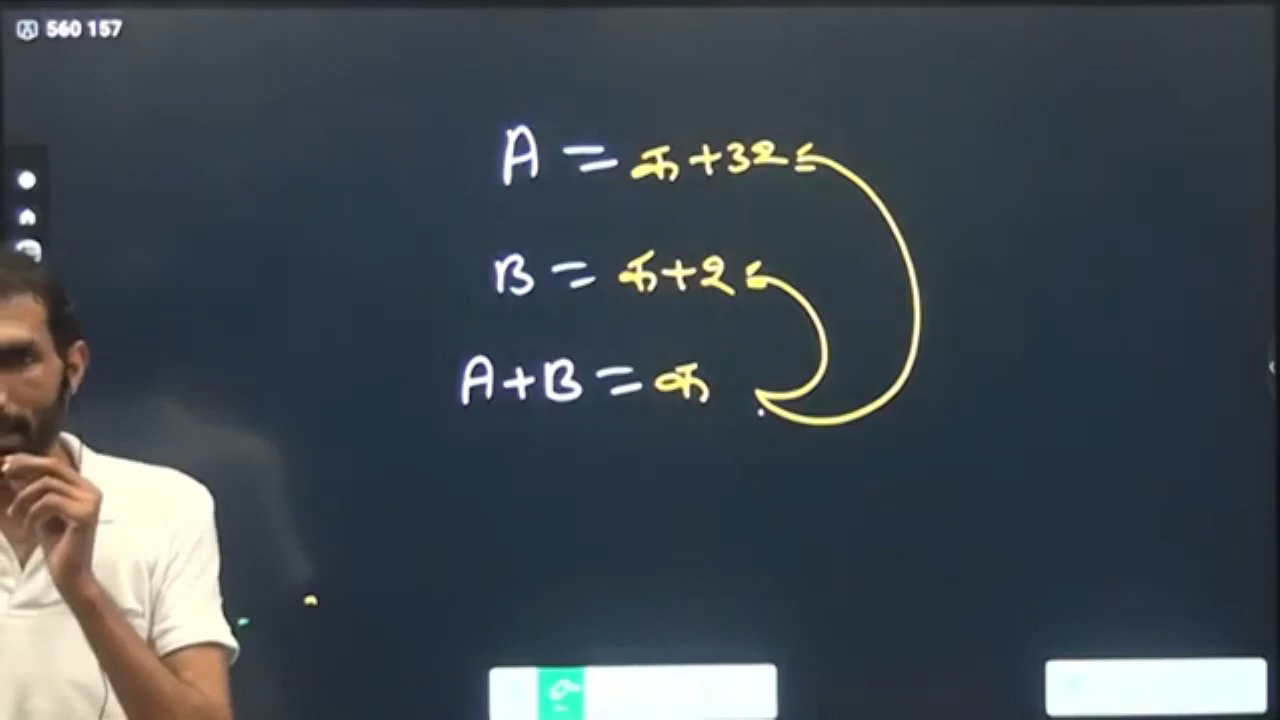 560 157
A = க+32
B = க+2
A+B = க